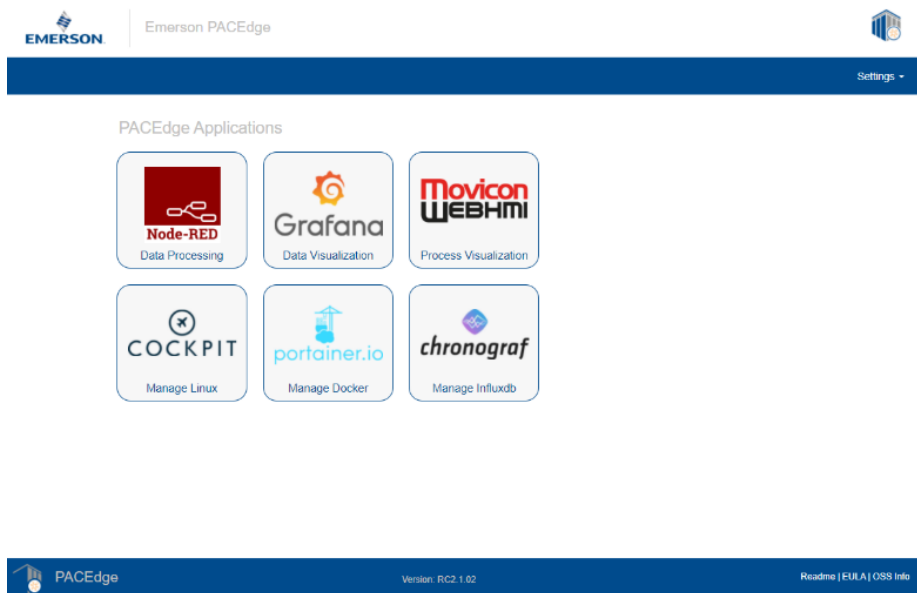 EMERSON
Emerson PACEdge
Settings
PACEdge Applications
Node-RED
Data Processing
Grafana
Data Visualization
Movicon
WEBHMI
Process Visualization
COCKPIT
Manage Linux
portainer.io
Manage Docker
chronograf
Manage Influxdb
PACEdge
Version: RC2.1.02
Readme | EULA | OSS Info